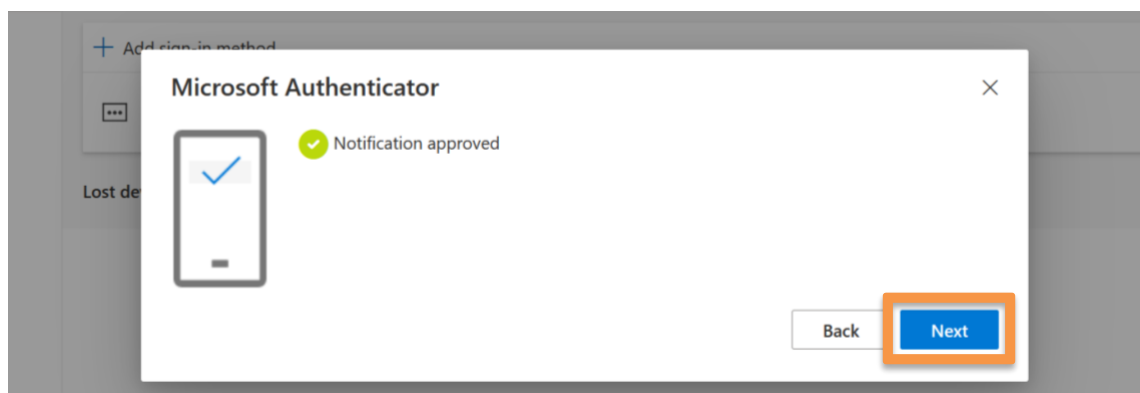 Add sign-in method
Microsoft Authenticator
Notification approved
Lost de
Back
Next